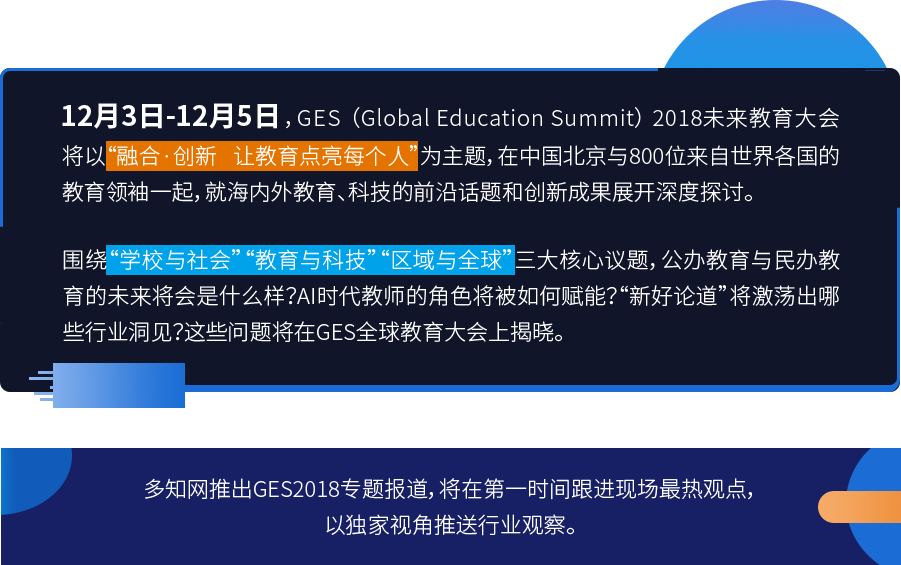 12月3日-12月5日，GES（Global Education Summit）2018未来教育大会
将以“融合·创新 让教育点亮每个人”为主题，在中国北京与800位来自世界各国的
教育领袖一起，就海内外教育、科技的前沿话题和创新成果展开深度探讨。
围绕“学校与社会”“教育与科技”“区域与全球”三大核心议题，公办教育与民办教
育的未来将会是什么样？AI时代教师的角色将被如何赋能？“新好论道”将激荡出哪
些行业洞见？这些问题将在GES全球教育大会上揭晓。
多知网推出GES2018专题报道，将在第一时间跟进现场最热观点，
以独家视角推送行业观察。